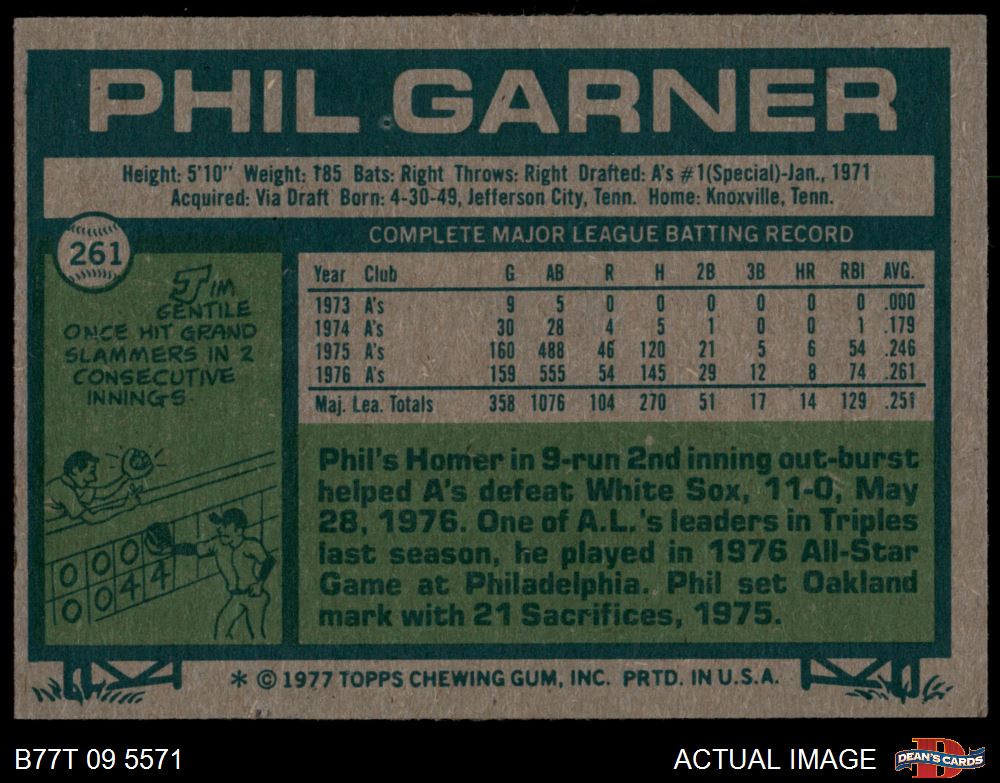 PHIL GARNER
Height: 5'10" Weight: 185 Bats: Right Throws: Right Drafted: A's #1(Special)-Jan., 1971
Acquired: Via Draft Born: 4-30-49, Jefferson City, Tenn. Home: Knoxville, Tenn.
261
JIM
GENTILE
ONCE HIT GRAND
SLAMMERS IN 2
CONSECUTIVE
INNINGS.
0 0 0
0 0 4 4
COMPLETE MAJOR LEAGUE BATTING RECORD
Year Club G AB R H 2B 3B HR RBI AVG.
1973 A's 9 5 0 0 0 0 0 0 .000
1974 A's 30 28 4 5 1 0 0 1 .179
1975 A's 160 488 46 120 21 5 6 54 .246
1976 A's 159 555 54 145 29 12 8 74 .261
Maj. Lea. Totals 358 1076 104 270 51 17 14 129 .251
Phil's Homer in 9-run 2nd inning out-burst
helped A's defeat White Sox, 11-0, May
28, 1976. One of A.L.'s leaders in Triples
last season, he played in 1976 All-Star
Game at Philadelphia. Phil set Oakland
mark with 21 Sacrifices, 1975.
* © 1977 TOPPS CHEWING GUM, INC. PRTD. IN U.S.A.
B77T 09 5571
ACTUAL IMAGE
D
DEAN'S CARDS